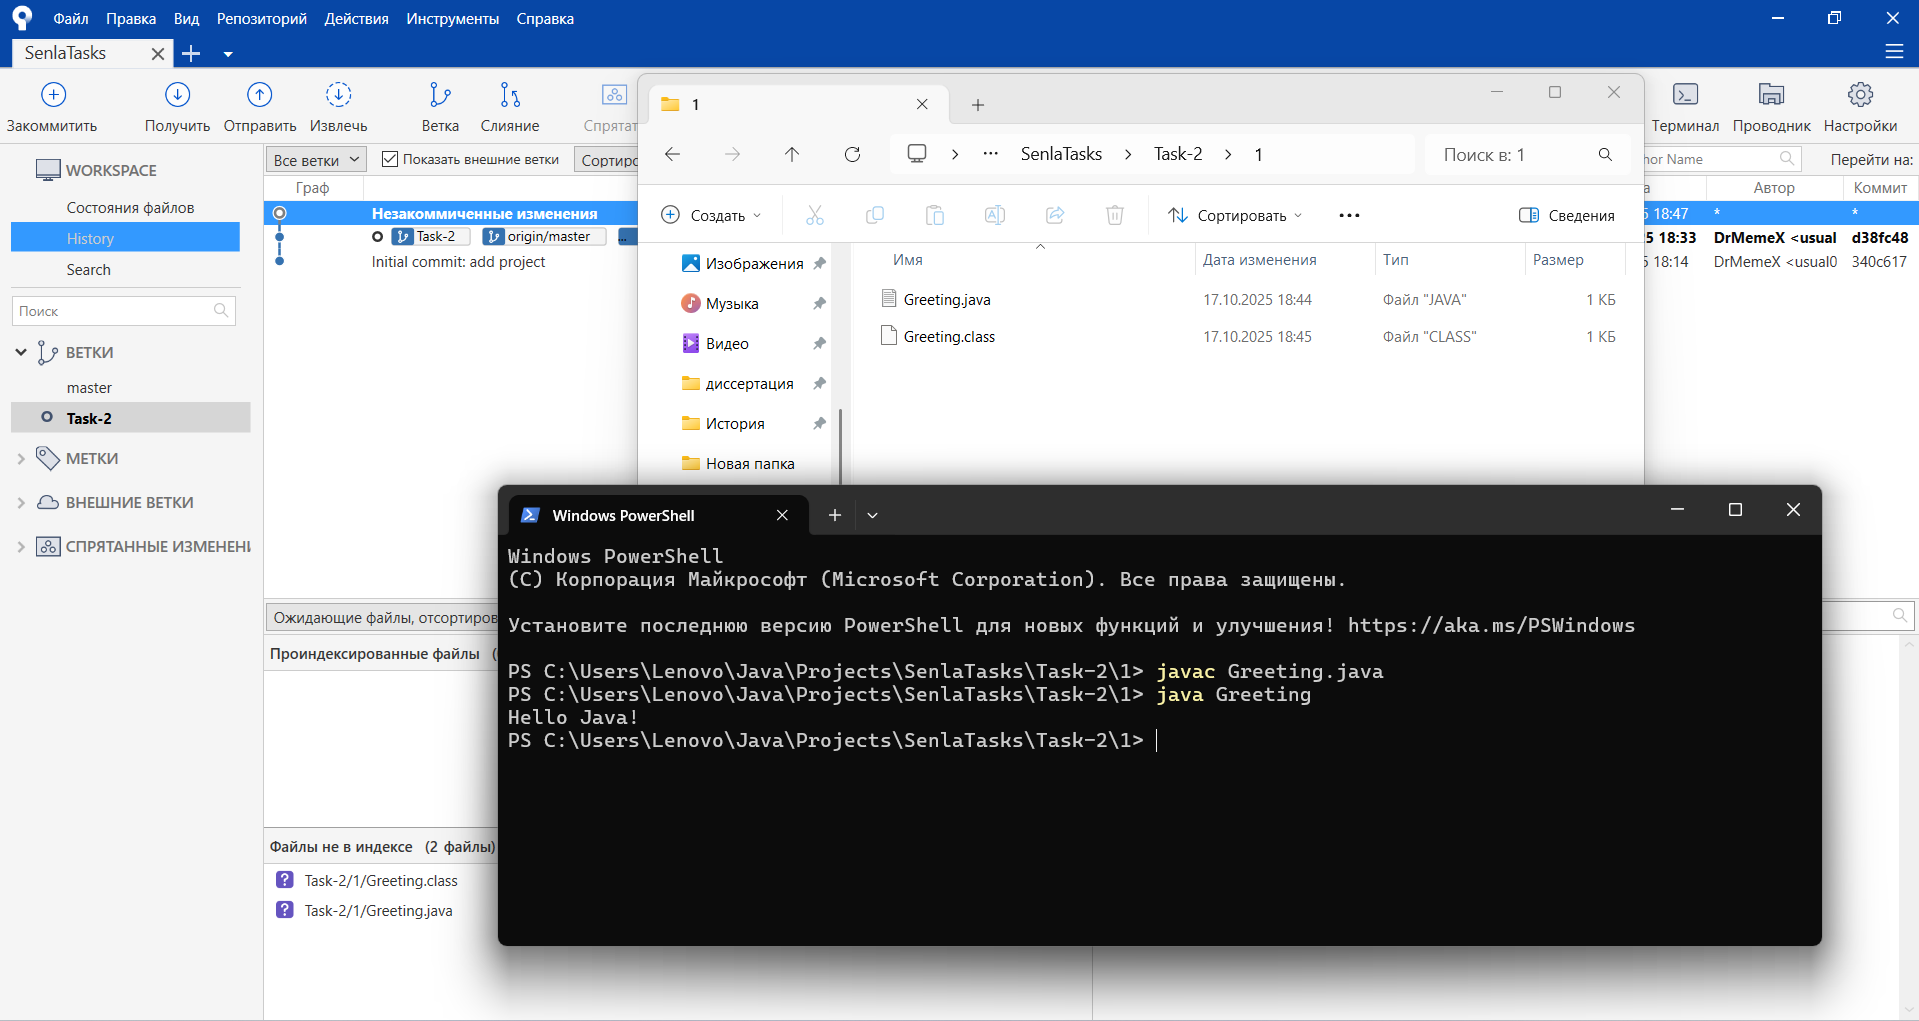 Файл Правка Вид Репозиторий Действия Инструменты Справка
SenlaTasks
Закоммитить Получить Отправить Извлечь Ветка Слияние Спрятат
Терминал Проводник Настройки
WORKSPACE
Состояния файлов
History
Search
Поиск
ВЕТКИ
master
Task-2
МЕТКИ
ВНЕШНИЕ ВЕТКИ
СПРЯТАННЫЕ ИЗМЕНЕНИ
Все ветки Показать внешние ветки Сортиро
Граф
Незакоммиченные изменения
Task-2 origin/master ...
Initial commit: add project
or Name Перейти на:
а Автор Коммит
5 18:47 * *
5 18:33 DrMemeX <usual d38fc48
5 18:14 DrMemeX <usual0 340c617
1
SenlaTasks Task-2 1
Поиск в: 1
Создать Сортировать Сведения
Изображения
Музыка
Видео
диссертация
История
Новая папка
Имя Дата изменения Тип Размер
Greeting.java 17.10.2025 18:44 Файл "JAVA" 1 КБ
Greeting.class 17.10.2025 18:45 Файл "CLASS" 1 КБ
Ожидающие файлы, отсортиров
Проиндексированные файлы (
Файлы не в индексе (2 файлы)
Task-2/1/Greeting.class
Task-2/1/Greeting.java
Windows PowerShell
Windows PowerShell
(C) Корпорация Майкрософт (Microsoft Corporation). Все права защищены.
Установите последнюю версию PowerShell для новых функций и улучшения! https://aka.ms/PSWindows
PS C:\Users\Lenovo\Java\Projects\SenlaTasks\Task-2\1> javac Greeting.java
PS C:\Users\Lenovo\Java\Projects\SenlaTasks\Task-2\1> java Greeting
Hello Java!
PS C:\Users\Lenovo\Java\Projects\SenlaTasks\Task-2\1>